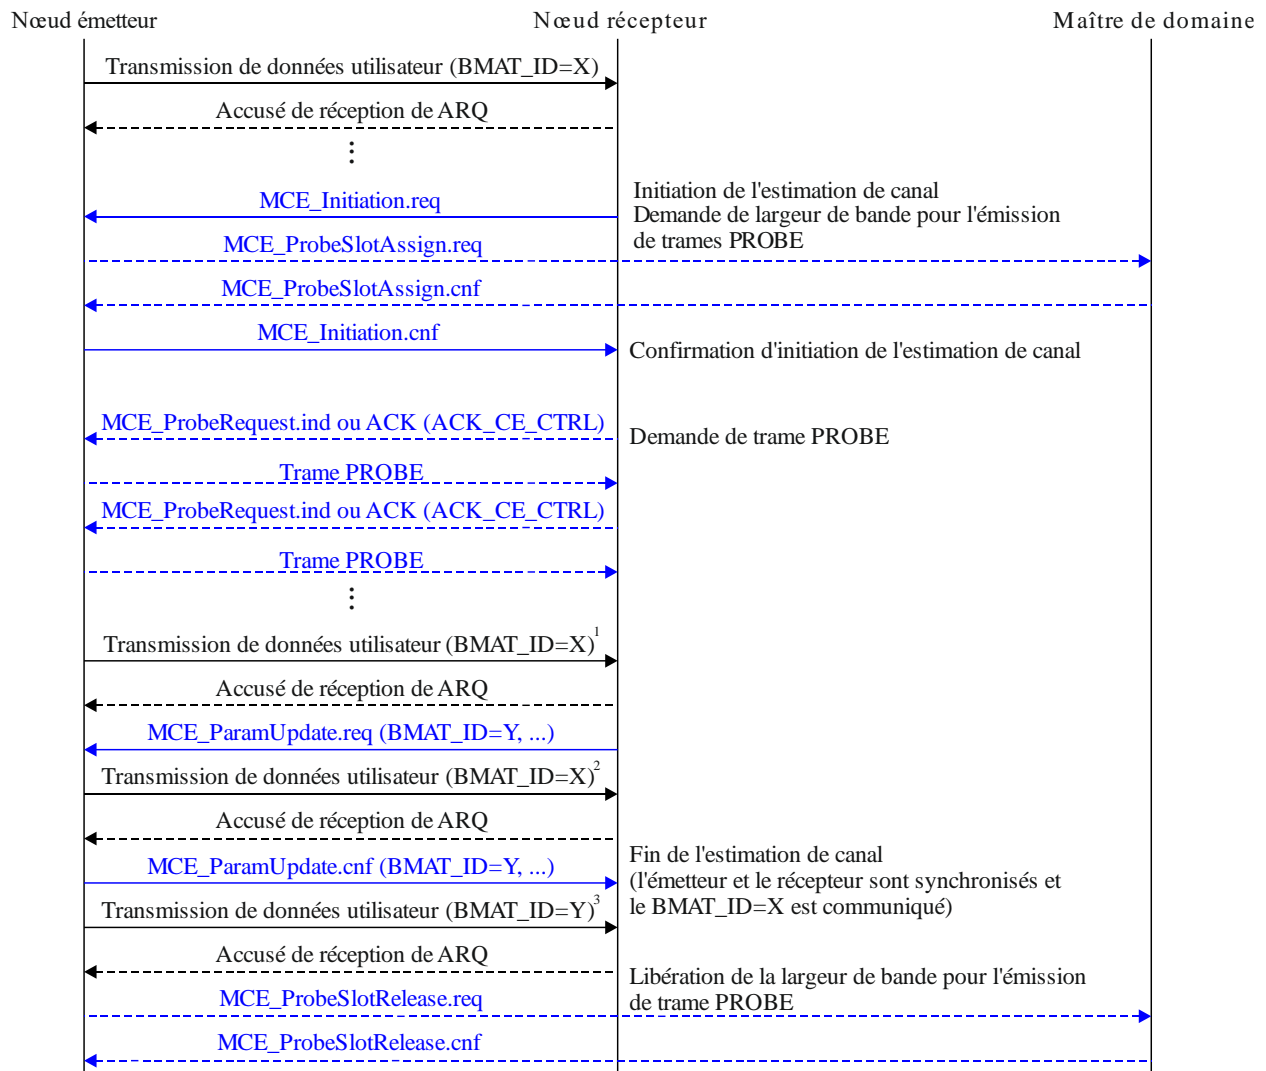 Nœud émetteur
Nœud récepteur
Maître de domaine
Transmission de données utilisateur (BMAT_ID=X)
Accusé de réception de ARQ
MCE_Initiation.req
Initiation de l'estimation de canal
Demande de largeur de bande pour l'émission
de trames PROBE
MCE_ProbeSlotAssign.req
MCE_ProbeSlotAssign.cnf
MCE_Initiation.cnf
Confirmation d'initiation de l'estimation de canal
MCE_ProbeRequest.ind ou ACK (ACK_CE_CTRL)
Demande de trame PROBE
Trame PROBE
MCE_ProbeRequest.ind ou ACK (ACK_CE_CTRL)
Trame PROBE
Transmission de données utilisateur (BMAT_ID=X)1
Accusé de réception de ARQ
MCE_ParamUpdate.req (BMAT_ID=Y, ...)
Transmission de données utilisateur (BMAT_ID=X)2
Accusé de réception de ARQ
MCE_ParamUpdate.cnf (BMAT_ID=Y, ...)
Fin de l'estimation de canal
(l'émetteur et le récepteur sont synchronisés et
le BMAT_ID=X est communiqué)
Transmission de données utilisateur (BMAT_ID=Y)3
Accusé de réception de ARQ
Libération de la largeur de bande pour l'émission
de trame PROBE
MCE_ProbeSlotRelease.req
MCE_ProbeSlotRelease.cnf